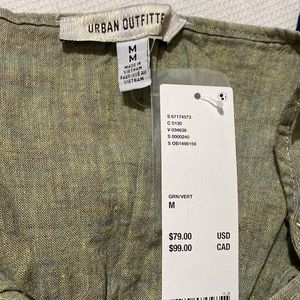 URBAN OUTFITTE
M
M
MADE IN
VIETNAM
FABRIQUÉ AU
VIETNAM
S 67174573
C 0130
V 034636
S 0000240
S OB1496159
GRN/VERT
M
$79.00 USD
$99.00 CAD